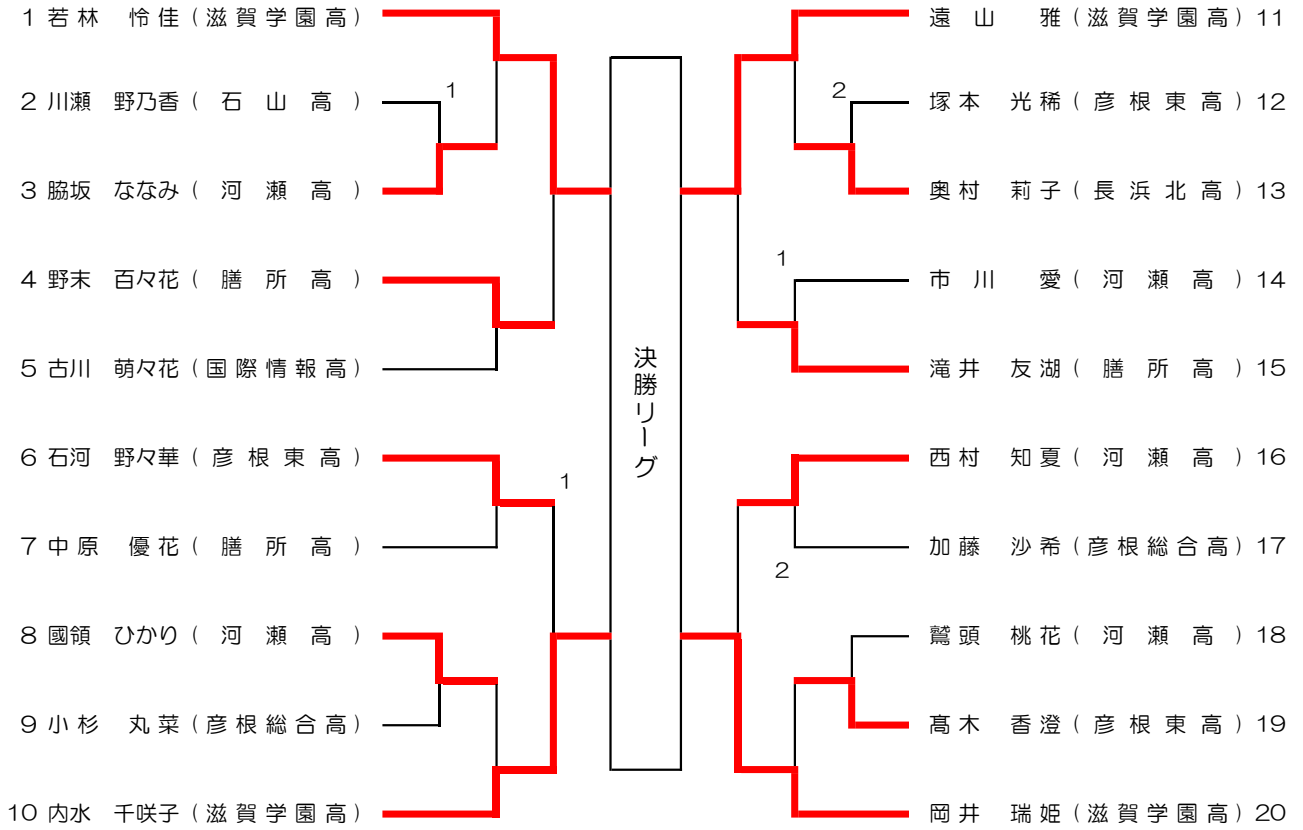 1 若林 怜佳(滋賀学園高)
2 川瀬 野乃香(石山高)
1
3 脇坂 ななみ(河瀬高)
4 野末 百々花(膳所高)
5 古川 萌々花(国際情報高)
6 石河 野々華(彦根東高)
1
7 中原 優花(膳所高)
8 國領 ひかり(河瀬高)
9 小杉 丸菜(彦根総合高)
10 内水 千咲子(滋賀学園高)
決勝リーグ
遠山 雅(滋賀学園高)11
2
塚本 光稀(彦根東高)12
奥村 莉子(長浜北高)13
1
市川 愛(河瀬高)14
滝井 友湖(膳所高)15
西村 知夏(河瀬高)16
加藤 沙希(彦根総合高)17
2
鷲頭 桃花(河瀬高)18
髙木 香澄(彦根東高)19
岡井 瑞姫(滋賀学園高)20